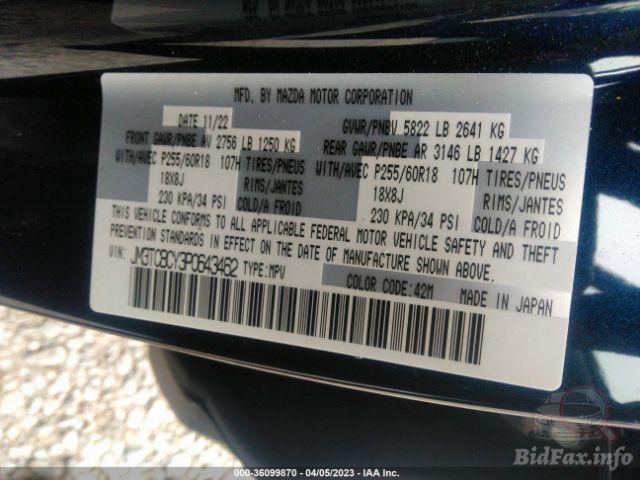 MFD. BY MAZDA MOTOR CORPORATION
DATE 11/22 GVWR/PNBV 5822 LB 2641 KG
FRONT GAWR/PNBE AV 2756 LB 1250 KG REAR GAWR/PNBE AR 3146 LB 1427 KG
WITH/AVEC P255/60R18 107H TIRES/PNEUS WITH/AVEC P255/60R18 107H TIRES/PNEUS
18X8J RIMS/JANTES 18X8J RIMS/JANTES
230 KPA/34 PSI COLD/A FROID 230 KPA/34 PSI COLD/A FROID
THIS VEHICLE CONFORMS TO ALL APPLICABLE FEDERAL MOTOR VEHICLE SAFETY AND THEFT
PREVENTION STANDARDS IN EFFECT ON THE DATE OF MANUFACTURE SHOWN ABOVE.
VIN: JM3TCBCY3P0643462 TYPE:MPV COLOR CODE:42M MADE IN JAPAN
000-36099870 - 04/05/2023 - IAA Inc.
BidFax.info